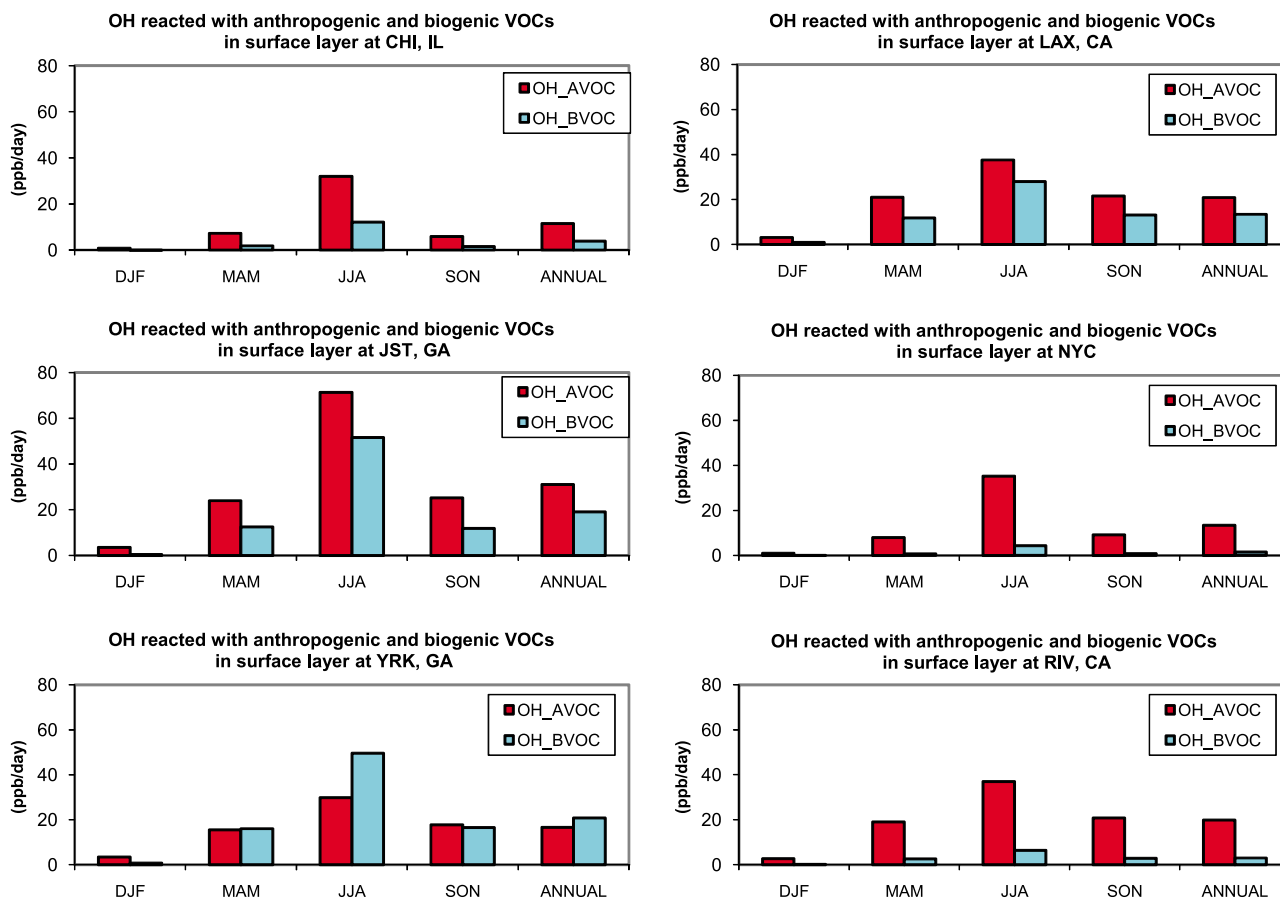 OH reacted with anthropogenic and biogenic VOCs
in surface layer at CHI, IL
80
60
40
20
0
(ppb/day)
OH_AVOC
OH_BVOC
DJF MAM JJA SON ANNUAL
OH reacted with anthropogenic and biogenic VOCs
in surface layer at LAX, CA
80
60
40
20
0
(ppb/day)
OH_AVOC
OH_BVOC
DJF MAM JJA SON ANNUAL
OH reacted with anthropogenic and biogenic VOCs
in surface layer at JST, GA
80
60
40
20
0
(ppb/day)
OH_AVOC
OH_BVOC
DJF MAM JJA SON ANNUAL
OH reacted with anthropogenic and biogenic VOCs
in surface layer at NYC
80
60
40
20
0
(ppb/day)
OH_AVOC
OH_BVOC
DJF MAM JJA SON ANNUAL
OH reacted with anthropogenic and biogenic VOCs
in surface layer at YRK, GA
80
60
40
20
0
(ppb/day)
OH_AVOC
OH_BVOC
DJF MAM JJA SON ANNUAL
OH reacted with anthropogenic and biogenic VOCs
in surface layer at RIV, CA
80
60
40
20
0
(ppb/day)
OH_AVOC
OH_BVOC
DJF MAM JJA SON ANNUAL